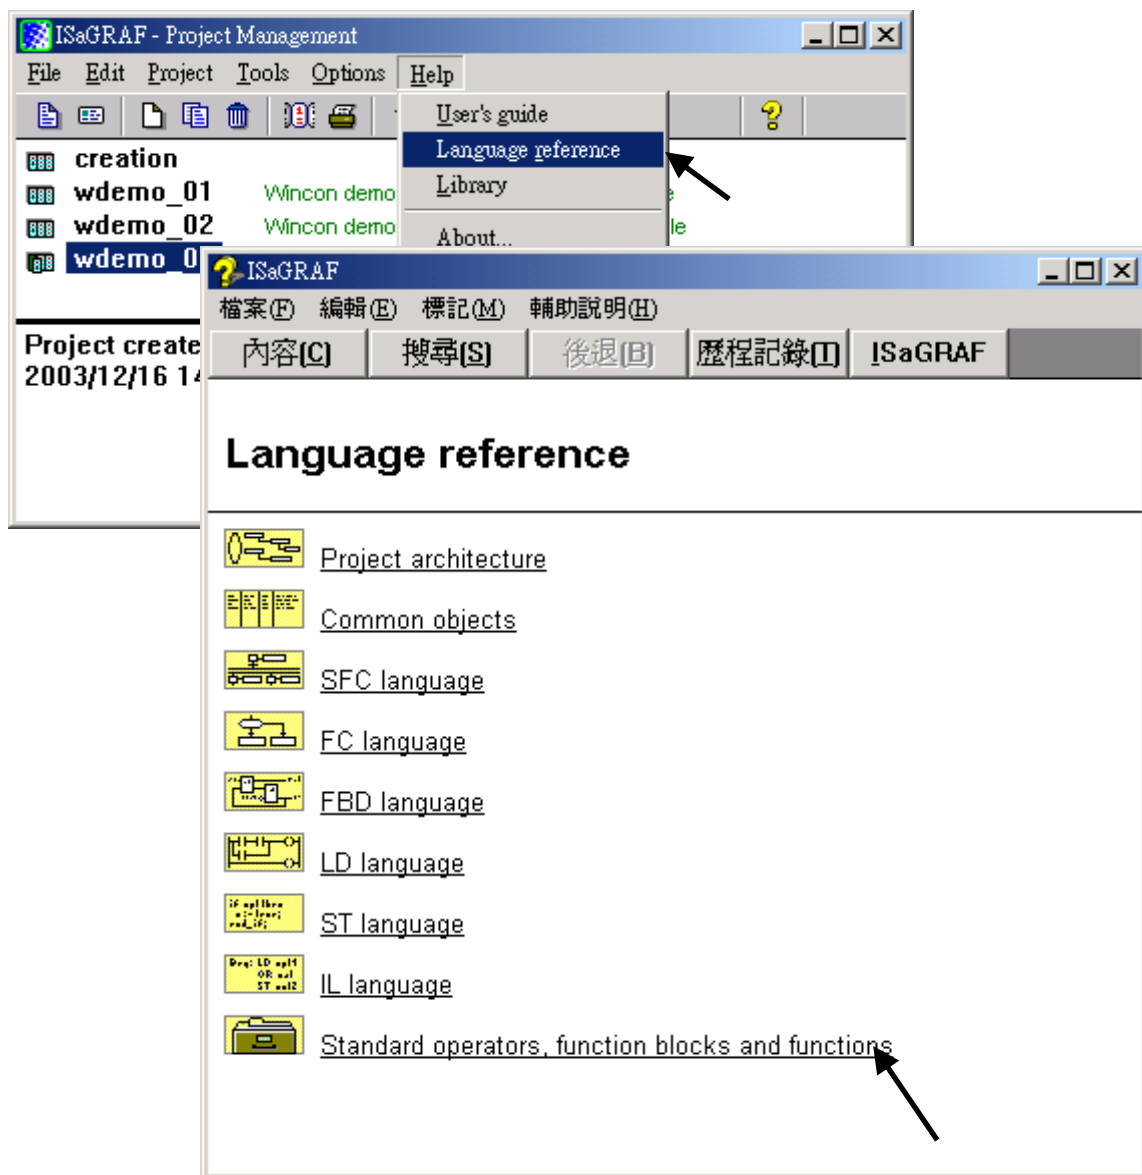 ISaGRAF - Project Management
File Edit Project Tools Options Help
User's guide
Language reference
Library
About...
creation
wdemo_01 Wincon demo
wdemo_02 Wincon demo le
wdemo_0
Project create
2003/12/16 14
ISaGRAF
檔案(F) 編輯(E) 標記(M) 輔助說明(H)
內容(C) 搜尋(S) 後退(B) 歷程記錄(T) ISaGRAF
Language reference
Project architecture
Common objects
SFC language
FC language
FBD language
LD language
ST language
IL language
Standard operators, function blocks and functions